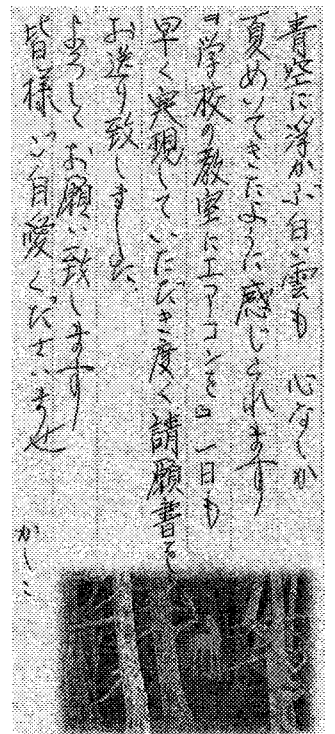 青空に浮かぶ白い雲も 心なしか
夏めいてきたように感じられます
『学校の教室にエアーコンを』一日も
早く実現していただき度く請願書を
お送り致しました
よろしくお願い致します
皆様ご自愛くださいませ
かしこ